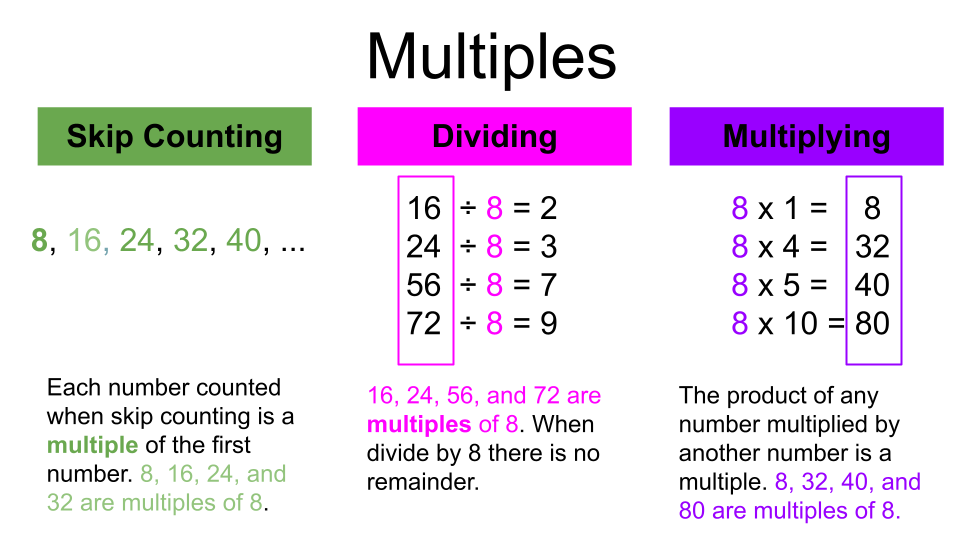 Multiples
Skip Counting
8, 16, 24, 32, 40, ...
Each number counted
when skip counting is a
multiple of the first
number. 8, 16, 24, and
32 are multiples of 8.
Dividing
16 ÷ 8 = 2
24 ÷ 8 = 3
56 ÷ 8 = 7
72 ÷ 8 = 9
16, 24, 56, and 72 are
multiples of 8. When
divide by 8 there is no
remainder.
Multiplying
8 x 1 = 8
8 x 4 = 32
8 x 5 = 40
8 x 10 = 80
The product of any
number multiplied by
another number is a
multiple. 8, 32, 40, and
80 are multiples of 8.